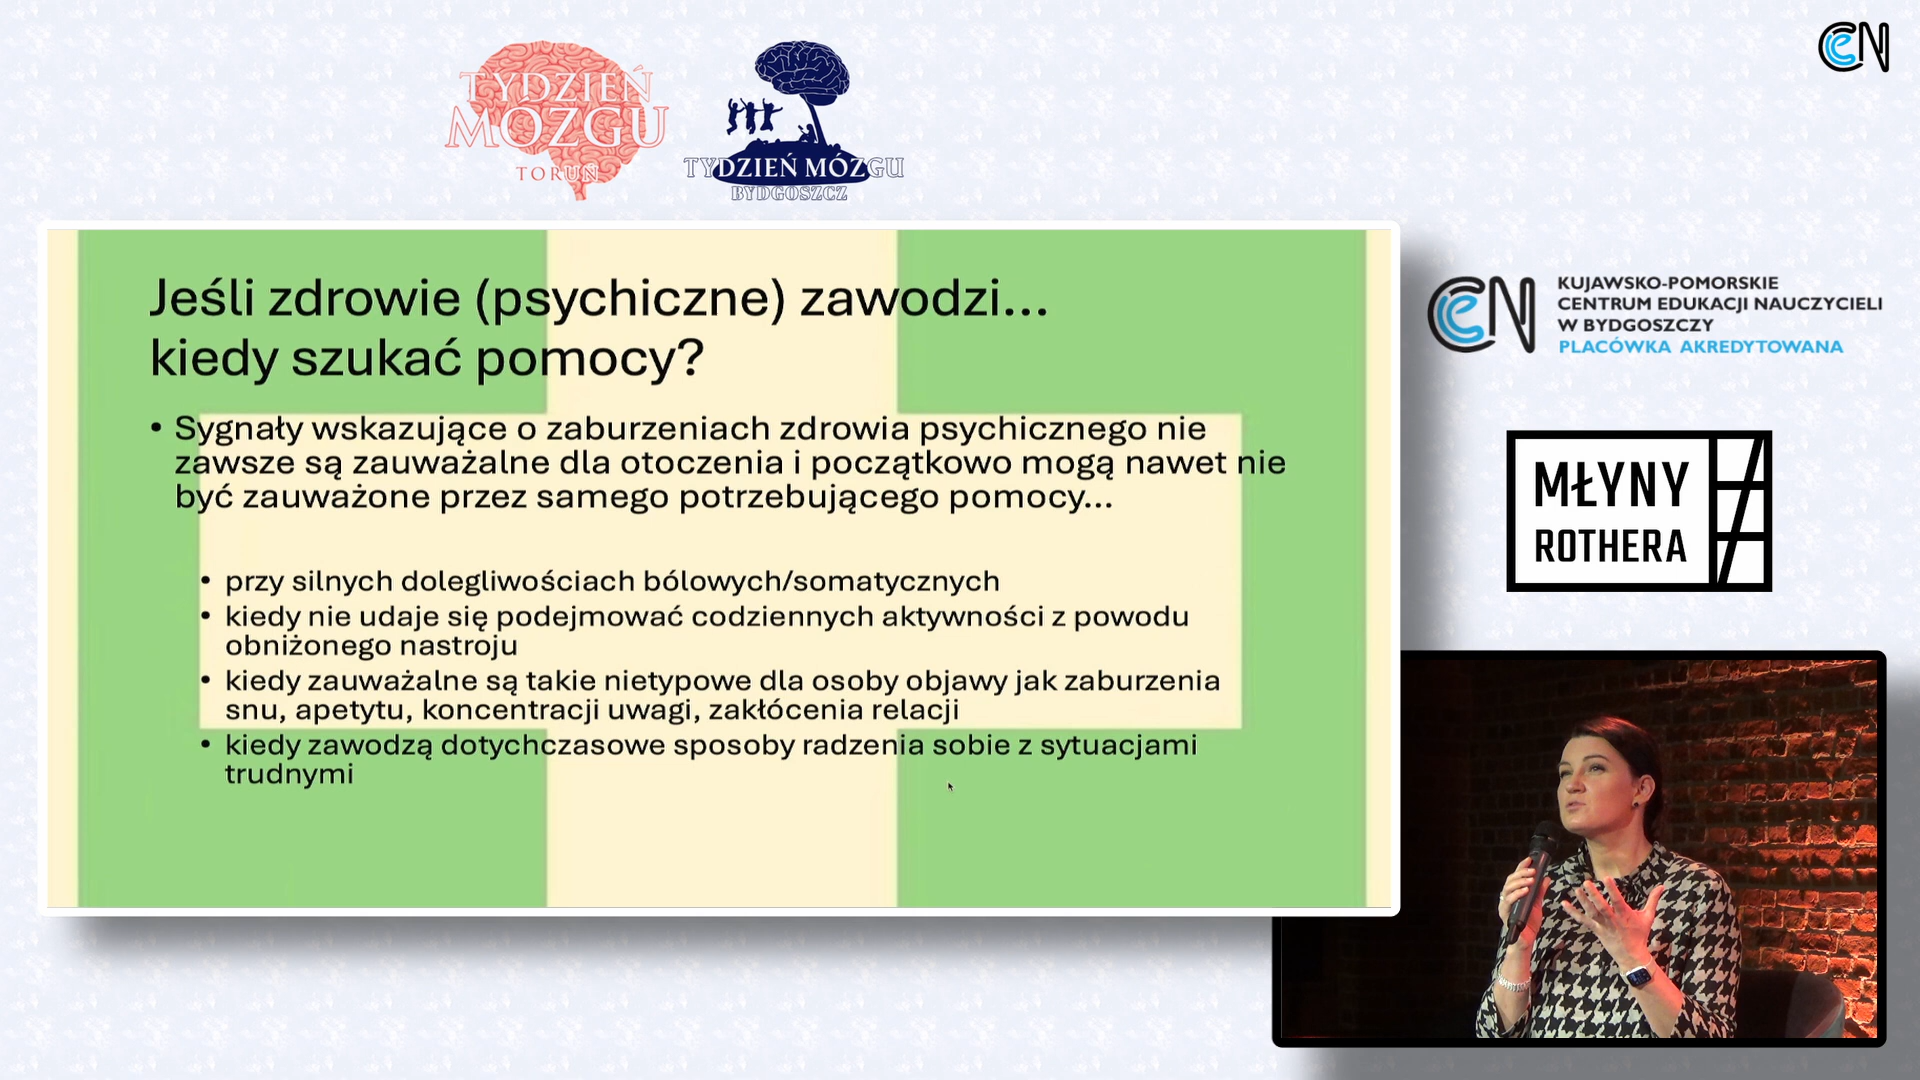 TYDZIEŃ
MÓZGU
TORUŃ
TYDZIEŃ MÓZGU
BYDGOSZCZ
CeN
Jeśli zdrowie (psychiczne) zawodzi...
kiedy szukać pomocy?
• Sygnały wskazujące o zaburzeniach zdrowia psychicznego nie
zawsze są zauważalne dla otoczenia i początkowo mogą nawet nie
być zauważone przez samego potrzebującego pomocy...
• przy silnych dolegliwościach bólowych/somatycznych
• kiedy nie udaje się podejmować codziennych aktywności z powodu
obniżonego nastroju
• kiedy zauważalne są takie nietypowe dla osoby objawy jak zaburzenia
snu, apetytu, koncentracji uwagi, zakłócenia relacji
• kiedy zawodzą dotychczasowe sposoby radzenia sobie z sytuacjami
trudnymi
CeN
KUJAWSKO-POMORSKIE
CENTRUM EDUKACJI NAUCZYCIELI
W BYDGOSZCZY
PLACÓWKA AKREDYTOWANA
MŁYNY
ROTHERA